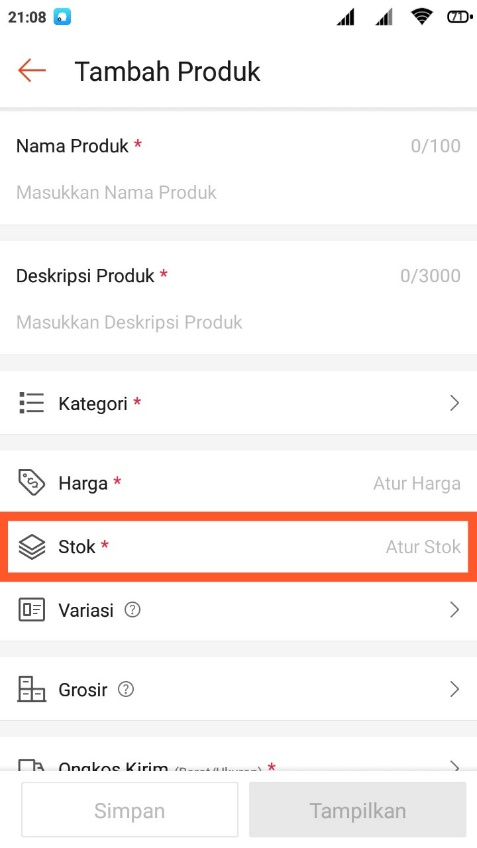 21:08 71
Tambah Produk
Nama Produk * 0/100
Masukkan Nama Produk
Deskripsi Produk * 0/3000
Masukkan Deskripsi Produk
Kategori *
Harga * Atur Harga
Stok * Atur Stok
Variasi ?
Grosir ?
Ongkos Kirim (Berat/Ukuran) *
Simpan Tampilkan